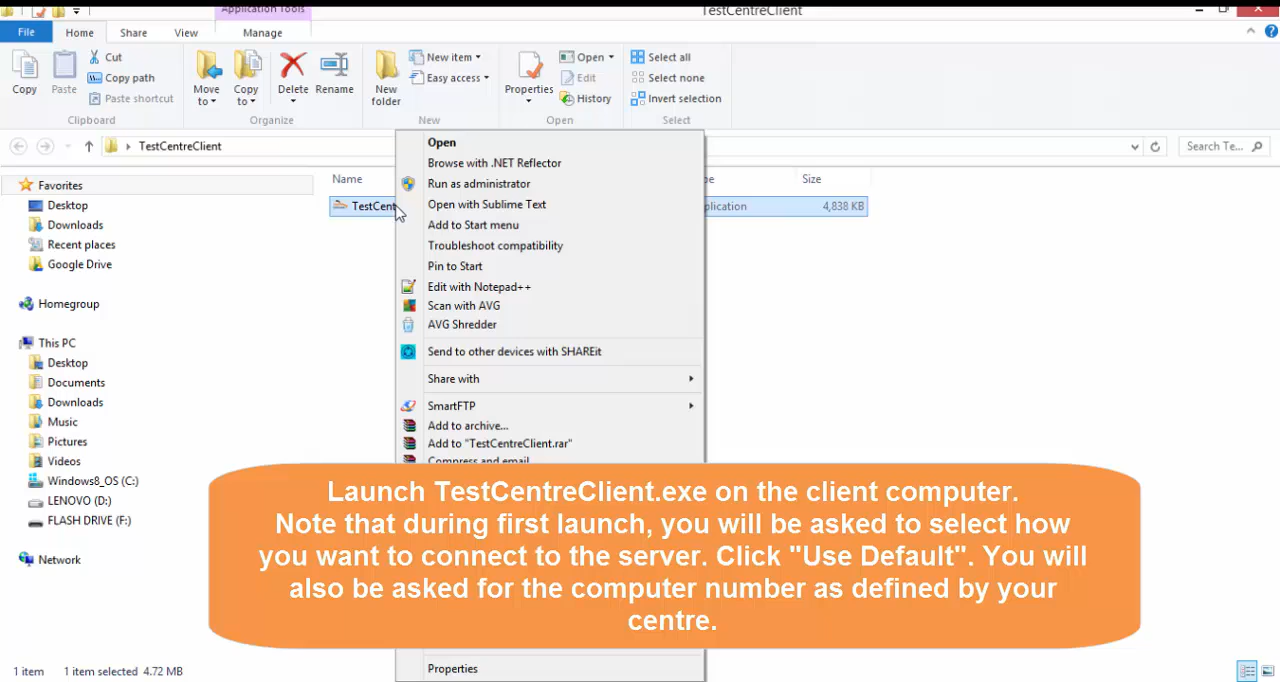 Application Tools
TestCentreClient
File
Home
Share
View
Manage
Copy
Paste
Cut
Copy path
Paste shortcut
Clipboard
Move to
Copy to
Delete
Rename
Organize
New folder
New item
Easy access
New
Properties
Open
Edit
History
Open
Select all
Select none
Invert selection
Select
TestCentreClient
Search Te...
Favorites
Desktop
Downloads
Recent places
Google Drive
Homegroup
This PC
Desktop
Documents
Downloads
Music
Pictures
Videos
Windows8_OS (C:)
LENOVO (D:)
FLASH DRIVE (F:)
Network
Name
Size
TestCent
plication
4,838 KB
Open
Browse with .NET Reflector
Run as administrator
Open with Sublime Text
Add to Start menu
Troubleshoot compatibility
Pin to Start
Edit with Notepad++
Scan with AVG
AVG Shredder
Send to other devices with SHAREit
Share with
SmartFTP
Add to archive...
Add to "TestCentreClient.rar"
Compress and email
Launch TestCentreClient.exe on the client computer.
Note that during first launch, you will be asked to select how
you want to connect to the server. Click "Use Default". You will
also be asked for the computer number as defined by your
centre.
Properties
1 item
1 item selected 4.72 MB